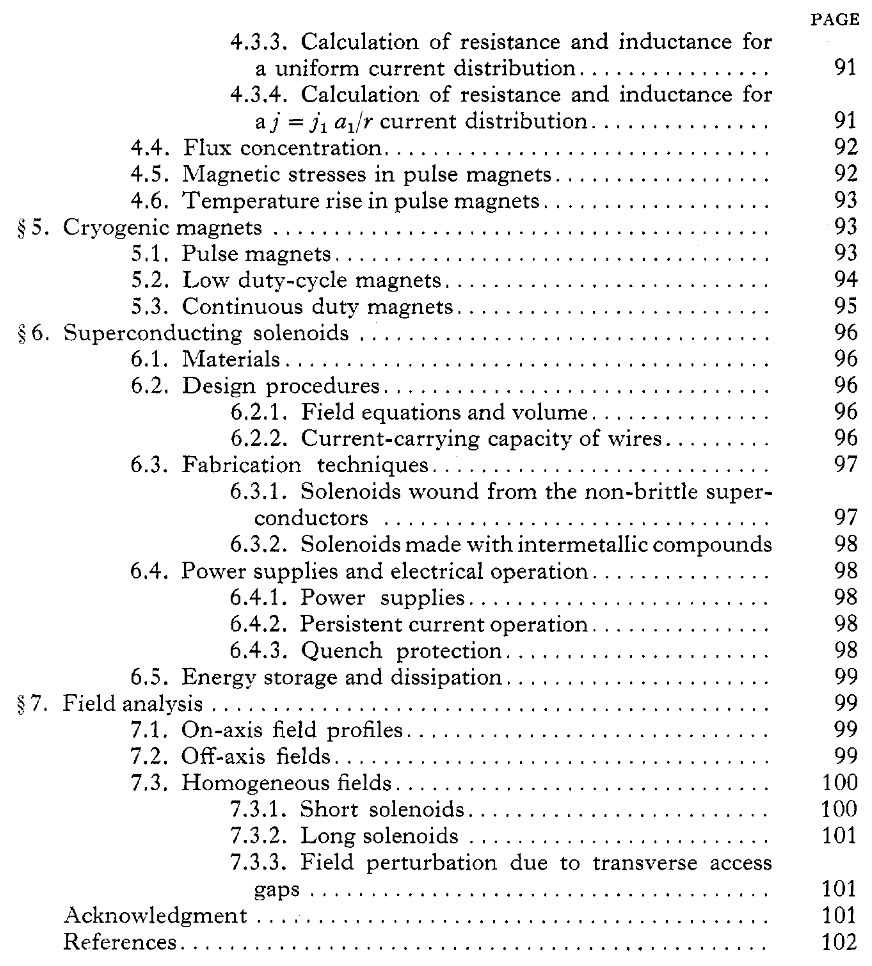 PAGE
4.3.3. Calculation of resistance and inductance for
a uniform current distribution................ 91
4.3.4. Calculation of resistance and inductance for
a j = j₁ a₁/r current distribution............... 91
4.4. Flux concentration................................ 92
4.5. Magnetic stresses in pulse magnets................... 92
4.6. Temperature rise in pulse magnets.................... 93
§ 5. Cryogenic magnets .......................................... 93
5.1. Pulse magnets..................................... 93
5.2. Low duty-cycle magnets............................ 94
5.3. Continuous duty magnets........................... 95
§ 6. Superconducting solenoids ................................... 96
6.1. Materials......................................... 96
6.2. Design procedures................................. 96
6.2.1. Field equations and volume............... 96
6.2.2. Current-carrying capacity of wires......... 96
6.3. Fabrication techniques............................. 97
6.3.1. Solenoids wound from the non-brittle super-
conductors ................................ 97
6.3.2. Solenoids made with intermetallic compounds 98
6.4. Power supplies and electrical operation............... 98
6.4.1. Power supplies.......................... 98
6.4.2. Persistent current operation............... 98
6.4.3. Quench protection....................... 98
6.5. Energy storage and dissipation....................... 99
§ 7. Field analysis ............................................... 99
7.1. On-axis field profiles............................... 99
7.2. Off-axis fields..................................... 99
7.3. Homogeneous fields................................ 100
7.3.1. Short solenoids.......................... 100
7.3.2. Long solenoids .......................... 101
7.3.3. Field perturbation due to transverse access
gaps ...................................... 101
Acknowledgment ........................................... 101
References.................................................. 102